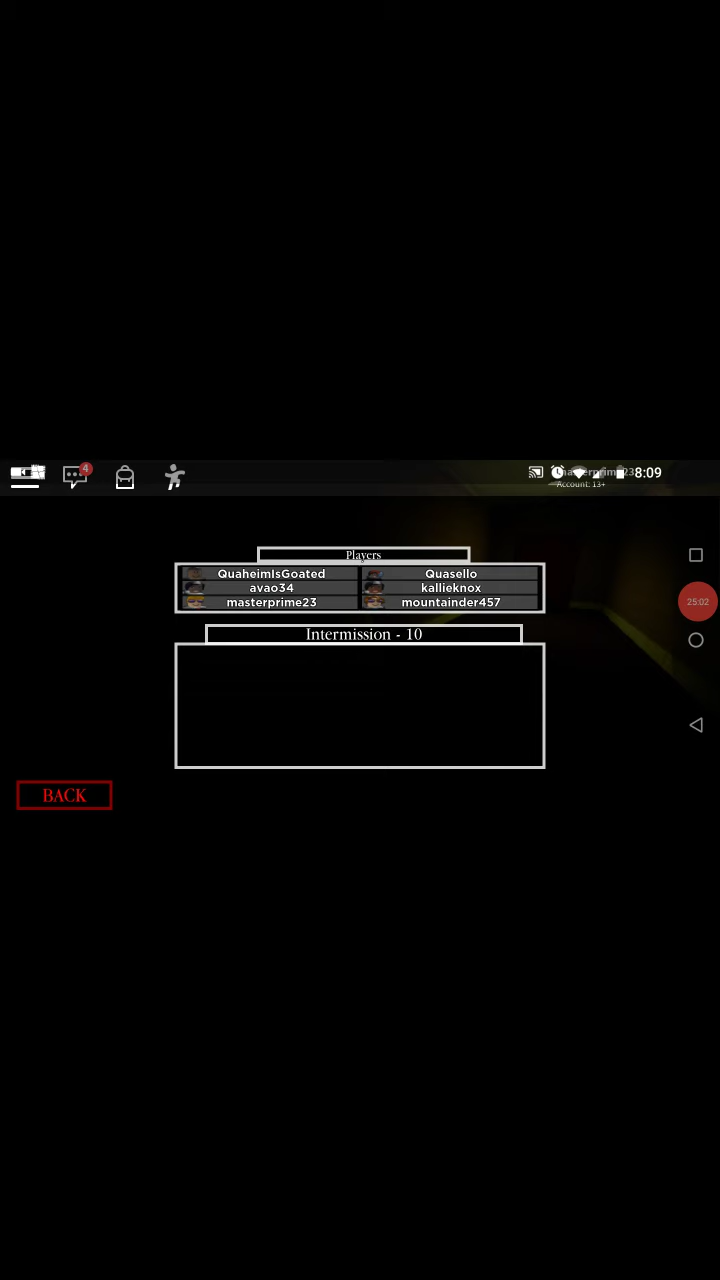 4
8:09
Account: 13+
Players
QuaheimIsGoated
Quasello
avao34
kallieknox
masterprime23
mountainder457
25:02
Intermission - 10
BACK